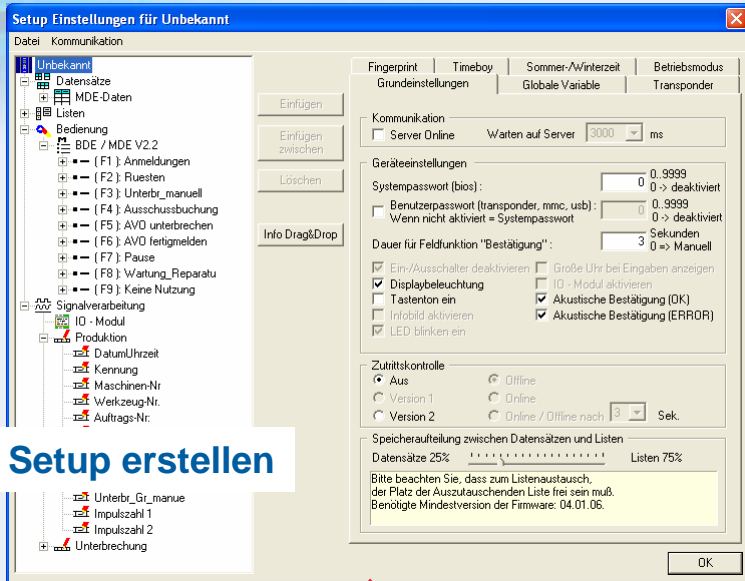 Setup Einstellungen für Unbekannt
Datei Kommunikation
Unbekannt
Datensätze
MDE-Daten
Listen
Bedienung
BDE / MDE V2.2
(F1): Anmeldungen
(F2): Ruesten
(F3): Unterbr_manuell
(F4): Ausschussbuchung
(F5): AVO unterbrechen
(F6): AVO fertigmelden
(F7): Pause
(F8): Wartung_Reparatu
(F9): Keine Nutzung
Signalverarbeitung
IO - Modul
Produktion
DatumUhrzeit
Kennung
Maschinen-Nr
Werkzeug-Nr.
Auftrags-Nr:
Setup erstellen
Unterbr_Gr_manue
Impulszahl 1
Impulszahl 2
Unterbrechung
Einfügen
Einfügen
zwischen
Löschen
Info Drag&Drop
Fingerprint Timeboy Sommer-/Winterzeit Betriebsmodus
Grundeinstellungen Globale Variable Transponder
Kommunikation
Server Online Warten auf Server 3000 ms
Geräteeinstellungen
Systempasswort (bios) : 0 0..9999
0 -> deaktiviert
Benutzerpasswort (transponder, mmc, usb) : 0 0..9999
Wenn nicht aktiviert = Systempasswort 0 -> deaktiviert
Dauer für Feldfunktion "Bestätigung" : 3 Sekunden
0 => Manuell
Ein-/Ausschalter deaktivieren Große Uhr bei Eingaben anzeigen
Displaybeleuchtung IO - Modul aktivieren
Tastenton ein Akustische Bestätigung (OK)
Infobild aktivieren Akustische Bestätigung (ERROR)
LED blinken ein
Zutrittskontrolle
Aus Offline
Version 1 Online
Version 2 Online / Offline nach 3 Sek.
Speicheraufteilung zwischen Datensätzen und Listen
Datensätze 25% Listen 75%
Bitte beachten Sie, dass zum Listenaustausch,
der Platz der Auszutauschenden Liste frei sein muß.
Benötigte Mindestversion der Firmware: 04.01.06.
OK